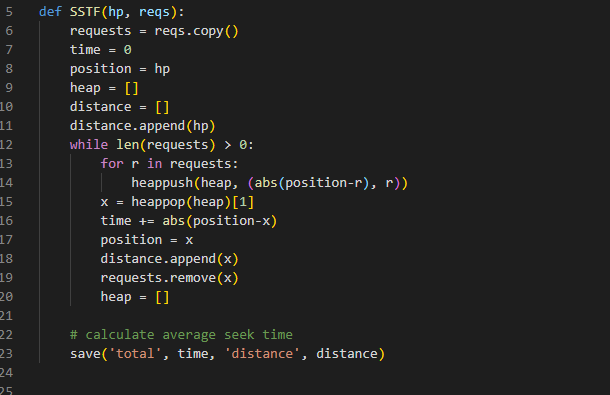 5 def SSTF(hp, reqs):
6 requests = reqs.copy()
7 time = 0
8 position = hp
9 heap = []
10 distance = []
11 distance.append(hp)
12 while len(requests) > 0:
13 for r in requests:
14 heappush(heap, (abs(position-r), r))
15 x = heappop(heap)[1]
16 time += abs(position-x)
17 position = x
18 distance.append(x)
19 requests.remove(x)
20 heap = []
21
22 # calculate average seek time
23 save('total', time, 'distance', distance)
24
25